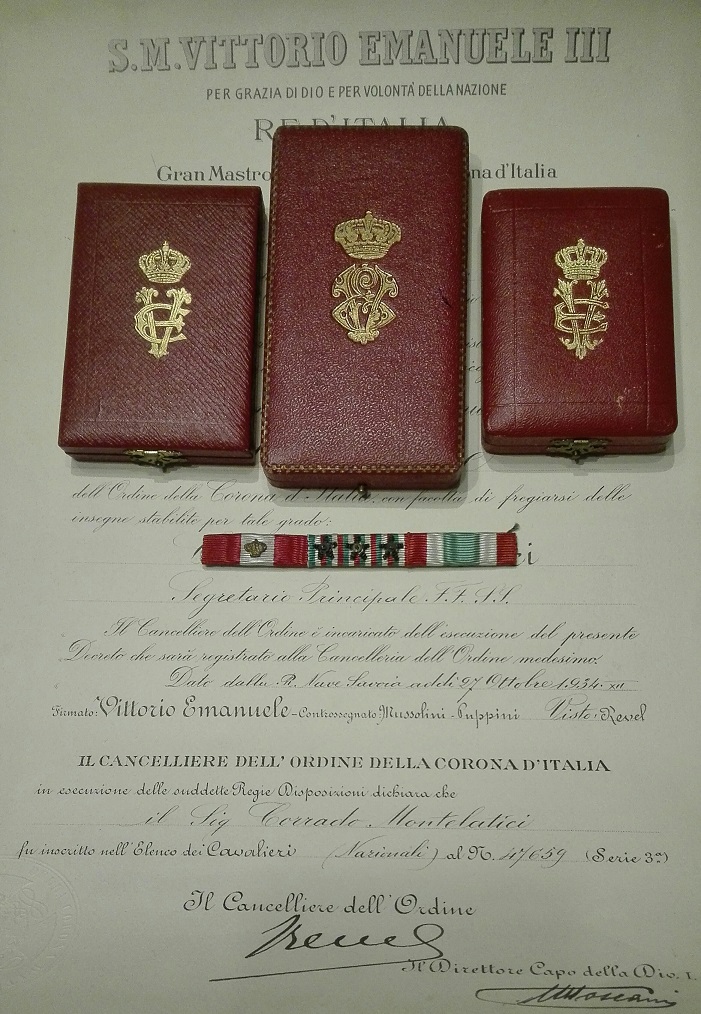 S.M. VITTORIO EMANUELE III
PER GRAZIA DI DIO E PER VOLONTÀ DELLA NAZIONE
RE D'ITALIA
Gran Mastro na d'Italia
dell'Ordine della Corona d'Italia, con facoltà di fregiarsi delle
insegne stabilite per tale grado:
ci
Segretario Principale F.F. S.S.
Il Cancelliere dell'Ordine è incaricato dell'esecuzione del presente
Decreto che sarà registrato alla Cancelleria dell'Ordine medesimo.
Dato dalla R. Nave Savoia addì 27 Ottobre 1934 XII
Firmato: Vittorio Emanuele - Controssegnato: Mussolini - Puppini Visto: Revel
IL CANCELLIERE DELL'ORDINE DELLA CORONA D'ITALIA
in esecuzione delle suddette Regie Disposizioni dichiara che
il Sig Corrado Montelatici
fu inscritto nell'Elenco dei Cavalieri (Nazionali) al N. 47659 (Serie 3ª)
Il Cancelliere dell'Ordine
Revel
Il Direttore Capo della Div. I.